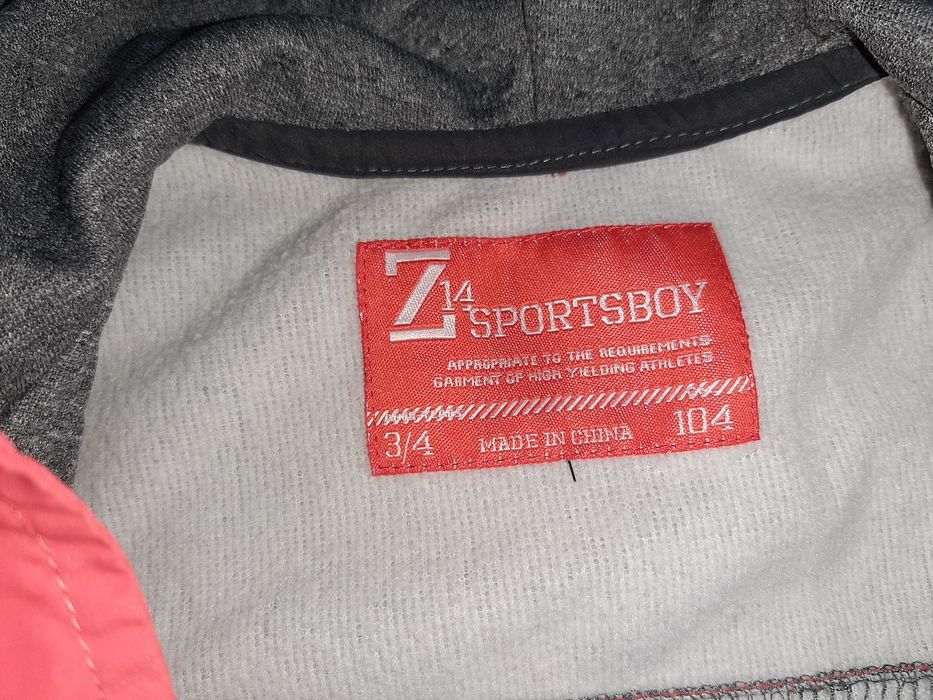 Z14
SPORTSBOY
APPROPRIATE TO THE REQUIREMENTS
GARMENT OF HIGH YIELDING ATHLETES
3/4 MADE IN CHINA 104